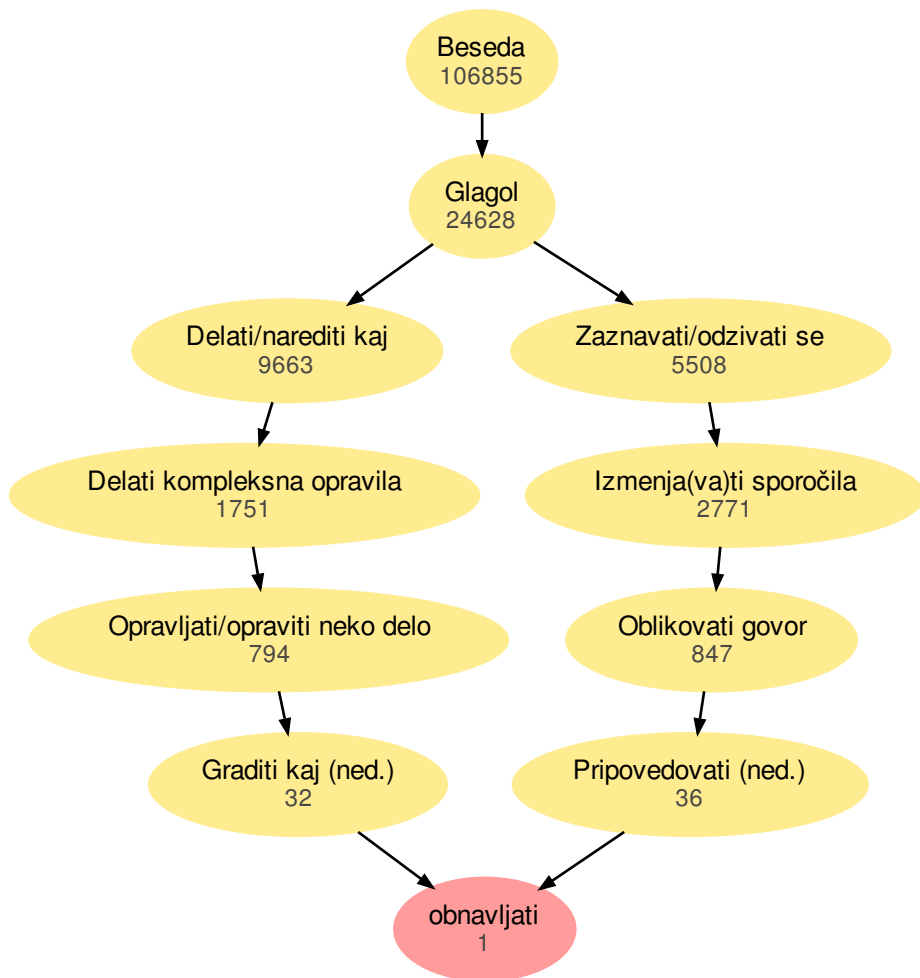 Beseda
106855
Glagol
24628
Delati/narediti kaj
9663
Zaznavati/odzivati se
5508
Delati kompleksna opravila
1751
Izmenja(va)ti sporočila
2771
Opravljati/opraviti neko delo
794
Oblikovati govor
847
Graditi kaj (ned.)
32
Pripovedovati (ned.)
36
obnavljati
1